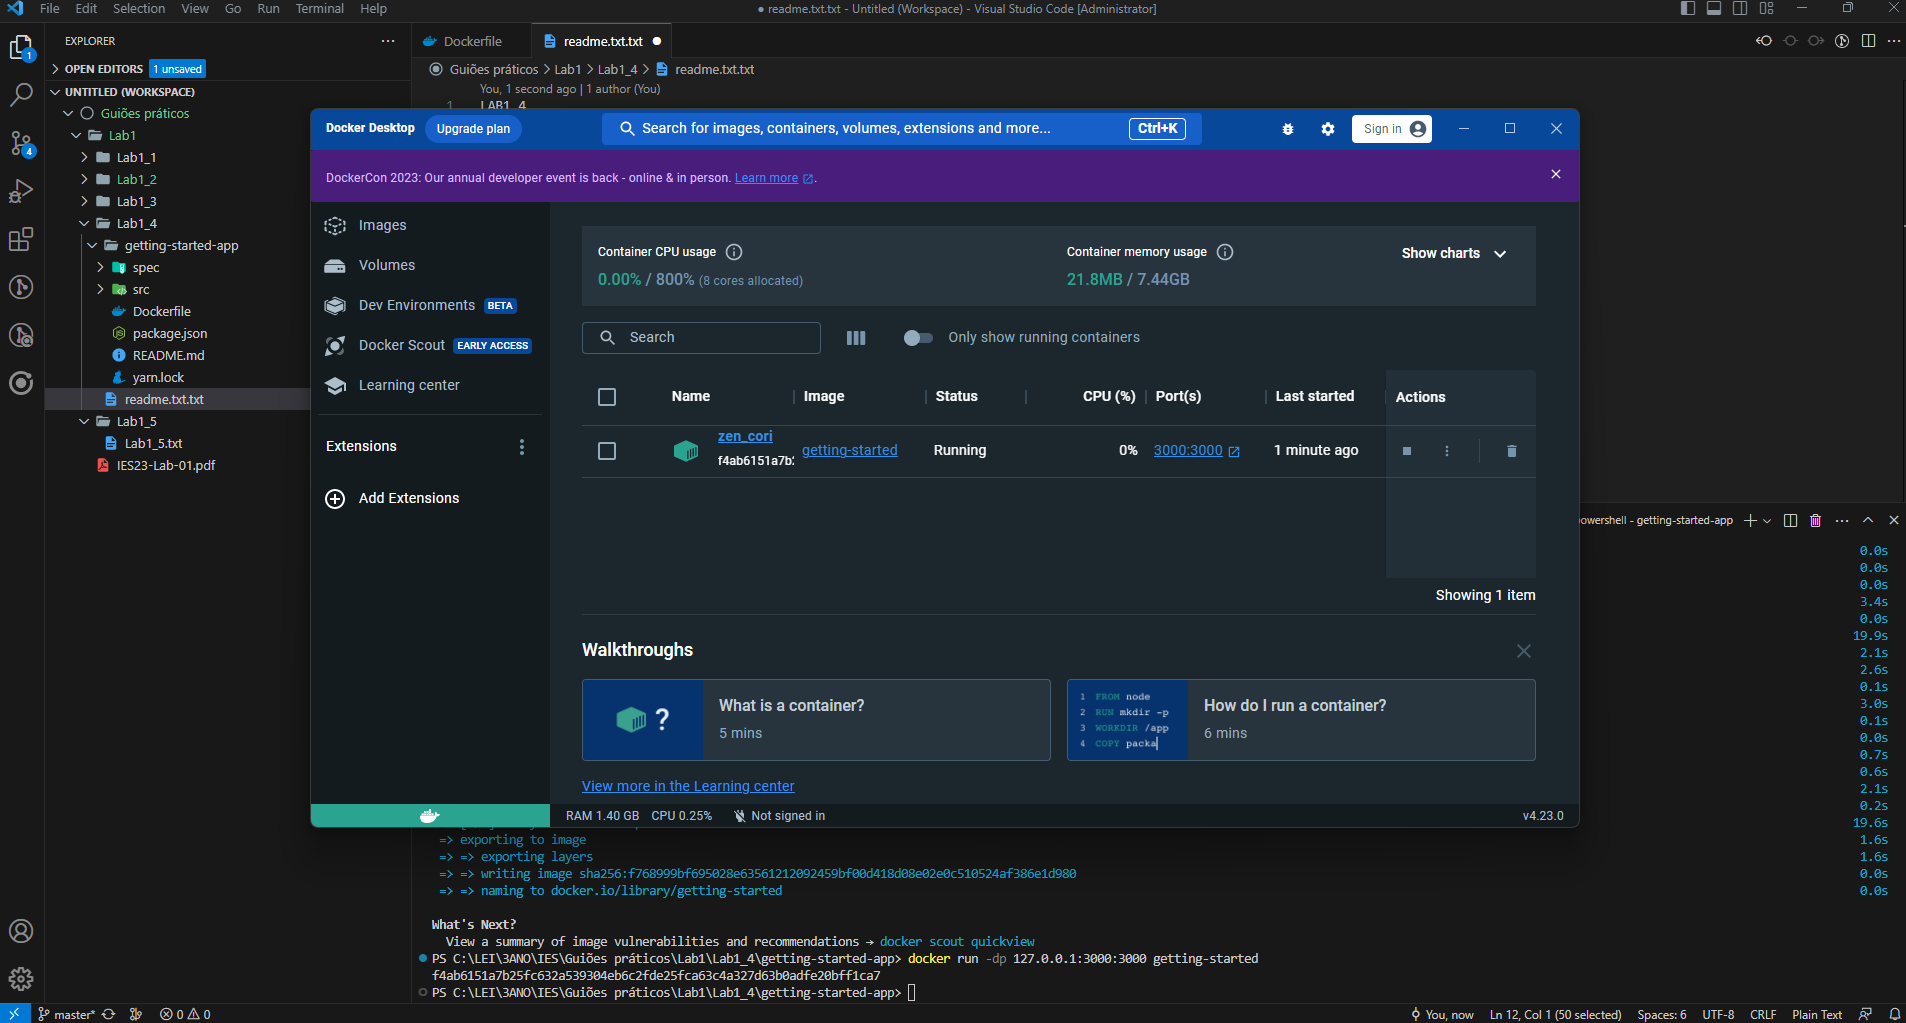 File Edit Selection View Go Run Terminal Help
● readme.txt.txt - Untitled (Workspace) - Visual Studio Code [Administrator]
EXPLORER
Dockerfile
readme.txt.txt
OPEN EDITORS 1 unsaved
Guiões práticos > Lab1 > Lab1_4 > readme.txt.txt
You, 1 second ago | 1 author (You)
1 LAB1_4
UNTITLED (WORKSPACE)
Guiões práticos
Lab1
Lab1_1
Lab1_2
Lab1_3
Lab1_4
getting-started-app
spec
src
Dockerfile
package.json
README.md
yarn.lock
readme.txt.txt
Lab1_5
Lab1_5.txt
IES23-Lab-01.pdf
1
4
Docker Desktop
Upgrade plan
Search for images, containers, volumes, extensions and more...
Ctrl+K
Sign in
DockerCon 2023: Our annual developer event is back - online & in person. Learn more.
Images
Volumes
Dev Environments BETA
Docker Scout EARLY ACCESS
Learning center
Extensions
Add Extensions
Container CPU usage
0.00% / 800% (8 cores allocated)
Container memory usage
21.8MB / 7.44GB
Show charts
Search
Only show running containers
Name Image Status CPU (%) Port(s) Last started Actions
zen_cori
f4ab6151a7b2
getting-started Running 0% 3000:3000 1 minute ago
Showing 1 item
Walkthroughs
What is a container?
5 mins
1 FROM node
2 RUN mkdir -p
3 WORKDIR /app
4 COPY packa
How do I run a container?
6 mins
View more in the Learning center
RAM 1.40 GB CPU 0.25% Not signed in
v4.23.0
owershell - getting-started-app
0.0s
0.0s
0.0s
3.4s
0.0s
19.9s
2.1s
2.6s
0.1s
3.0s
0.1s
0.0s
0.7s
0.6s
2.1s
0.2s
19.6s
=> exporting to image 1.6s
=> => exporting layers 1.6s
=> => writing image sha256:f768999bf695028e63561212092459bf00d418d08e02e0c510524af386e1d980 0.0s
=> => naming to docker.io/library/getting-started 0.0s
What's Next?
View a summary of image vulnerabilities and recommendations → docker scout quickview
PS C:\LEI\3ANO\IES\Guiões práticos\Lab1\Lab1_4\getting-started-app> docker run -dp 127.0.0.1:3000:3000 getting-started
f4ab6151a7b25fc632a539304eb6c2fde25fca63c4a327d63b0adfe20bff1ca7
PS C:\LEI\3ANO\IES\Guiões práticos\Lab1\Lab1_4\getting-started-app>
master* 0 0
You, now Ln 12, Col 1 (50 selected) Spaces: 6 UTF-8 CRLF Plain Text